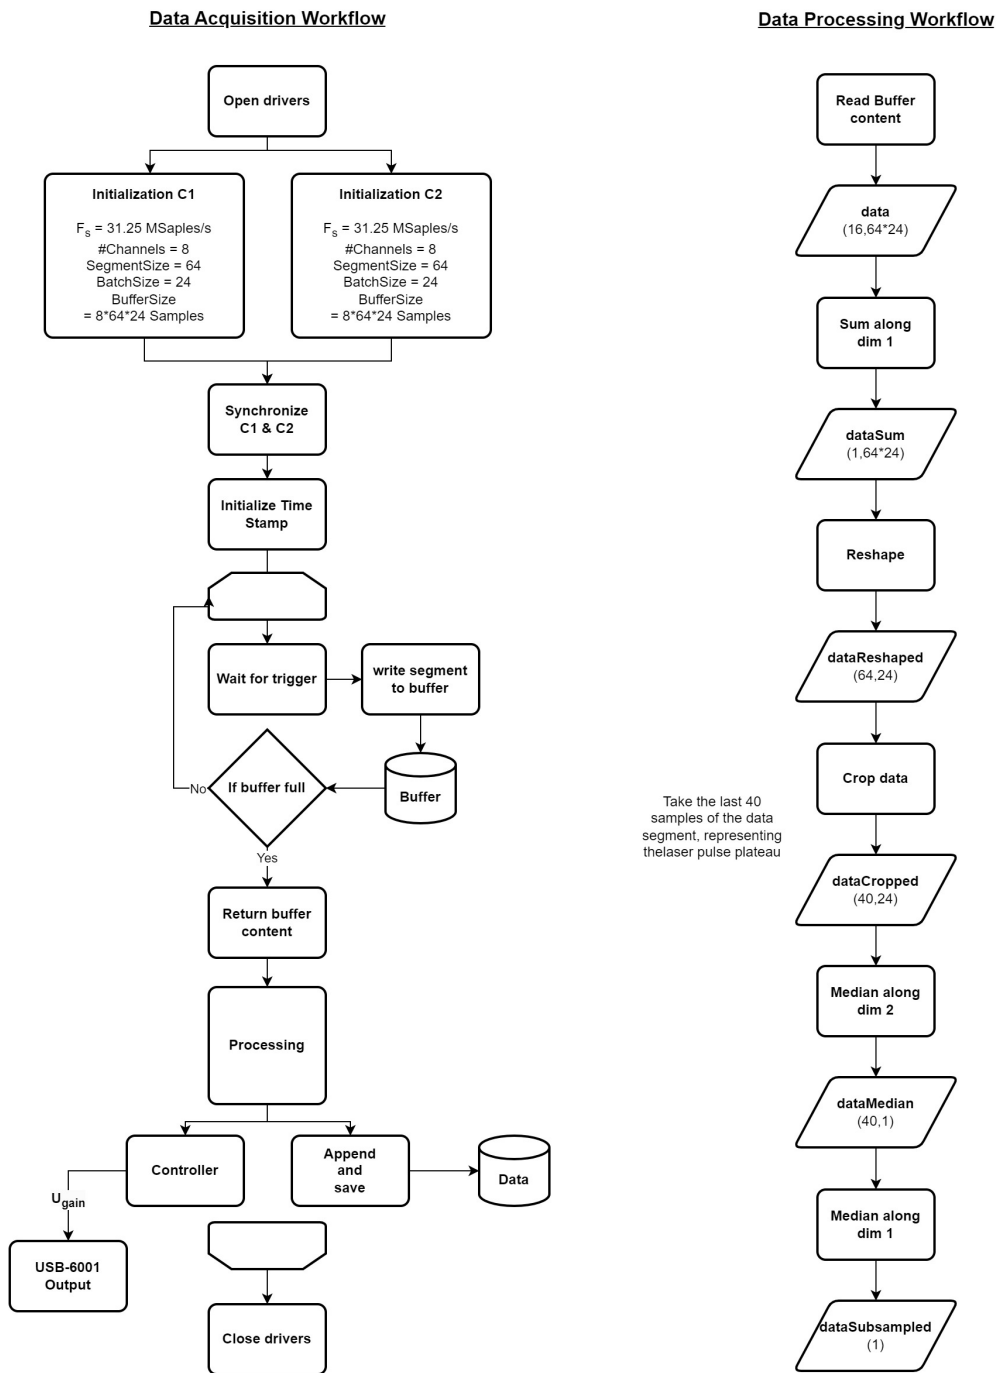 Data Acquisition Workflow
Open drivers
Initialization C1
Fs = 31.25 MSaples/s
#Channels = 8
SegmentSize = 64
BatchSize = 24
BufferSize
= 8*64*24 Samples
Initialization C2
Fs = 31.25 MSaples/s
#Channels = 8
SegmentSize = 64
BatchSize = 24
BufferSize
= 8*64*24 Samples
Synchronize
C1 & C2
Initialize Time
Stamp
Wait for trigger
write segment
to buffer
Buffer
If buffer full
No
Yes
Return buffer
content
Processing
Controller
Append
and
save
Data
Ugain
USB-6001
Output
Close drivers
Data Processing Workflow
Read Buffer
content
data
(16,64*24)
Sum along
dim 1
dataSum
(1,64*24)
Reshape
dataReshaped
(64,24)
Crop data
Take the last 40
samples of the data
segment, representing
thelaser pulse plateau
dataCropped
(40,24)
Median along
dim 2
dataMedian
(40,1)
Median along
dim 1
dataSubsampled
(1)